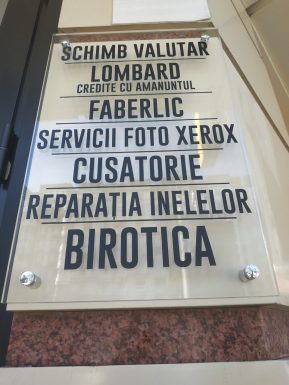 SCHIMB VALUTAR
LOMBARD
CREDITE CU AMANUNTUL
FABERLIC
SERVICII FOTO XEROX
CUSATORIE
REPARAȚIA INELELOR
BIROTICA